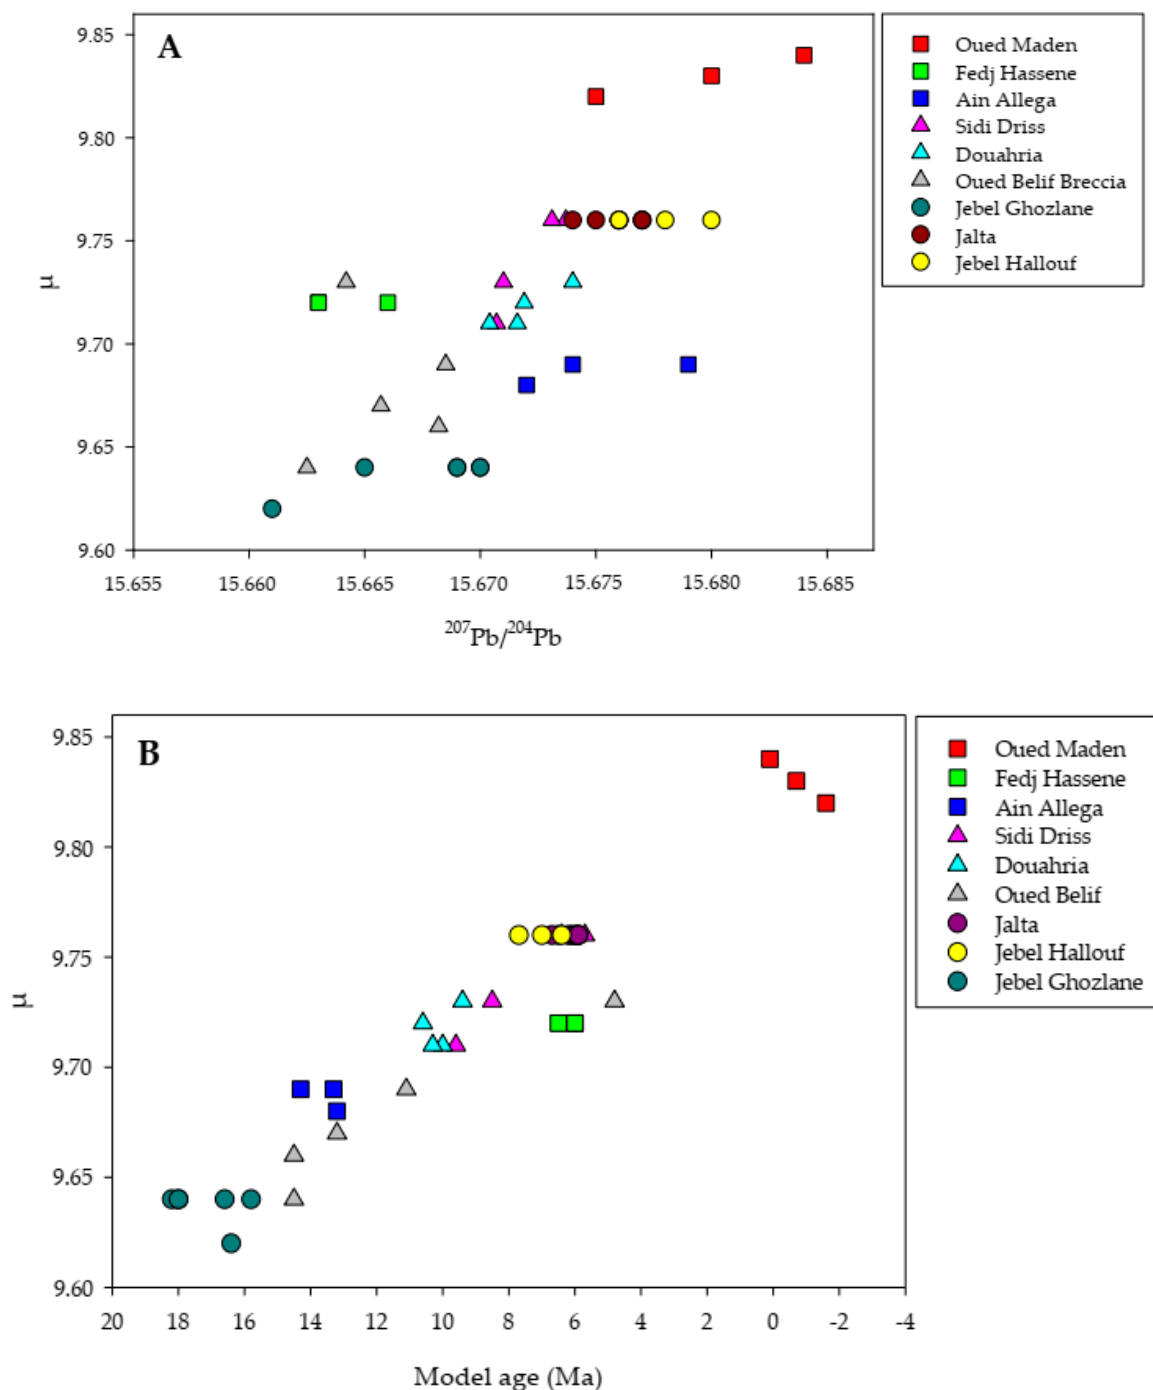 A
9.85
9.80
9.75
9.70
9.65
9.60
μ
15.655 15.660 15.665 15.670 15.675 15.680 15.685
²⁰⁷Pb/²⁰⁴Pb
Oued Maden
Fedj Hassene
Ain Allega
Sidi Driss
Douahria
Oued Belif Breccia
Jebel Ghozlane
Jalta
Jebel Hallouf
B
9.85
9.80
9.75
9.70
9.65
9.60
μ
20 18 16 14 12 10 8 6 4 2 0 -2 -4
Model age (Ma)
Oued Maden
Fedj Hassene
Ain Allega
Sidi Driss
Douahria
Oued Belif
Jalta
Jebel Hallouf
Jebel Ghozlane